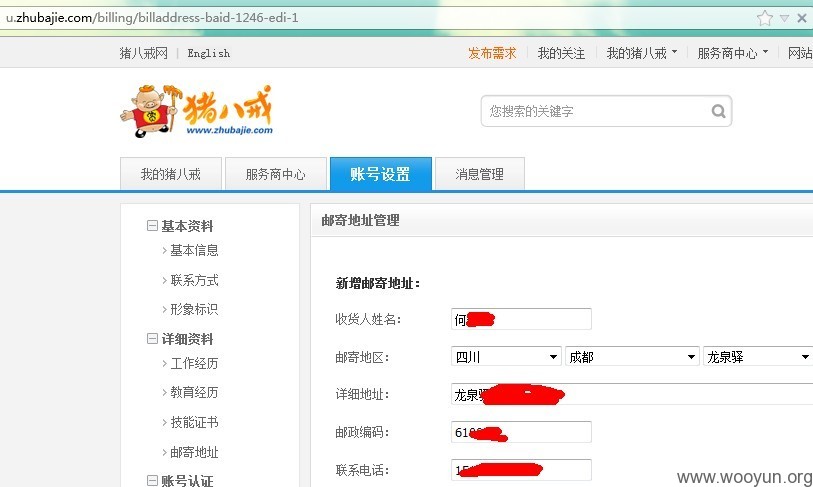 u.zhubajie.com/billing/billaddress-baid-1246-edi-1
猪八戒网 | English 发布需求 我的关注 我的猪八戒 服务商中心 网站
猪八戒
www.zhubajie.com
您搜索的关键字
我的猪八戒 服务商中心 账号设置 消息管理
基本资料
基本信息
联系方式
形象标识
详细资料
工作经历
教育经历
技能证书
邮寄地址
账号认证
邮寄地址管理
新增邮寄地址:
收货人姓名: 何
邮寄地区: 四川 成都 龙泉驿
详细地址: 龙泉驿
邮政编码: 61
联系电话: 15
www.wooyun.org